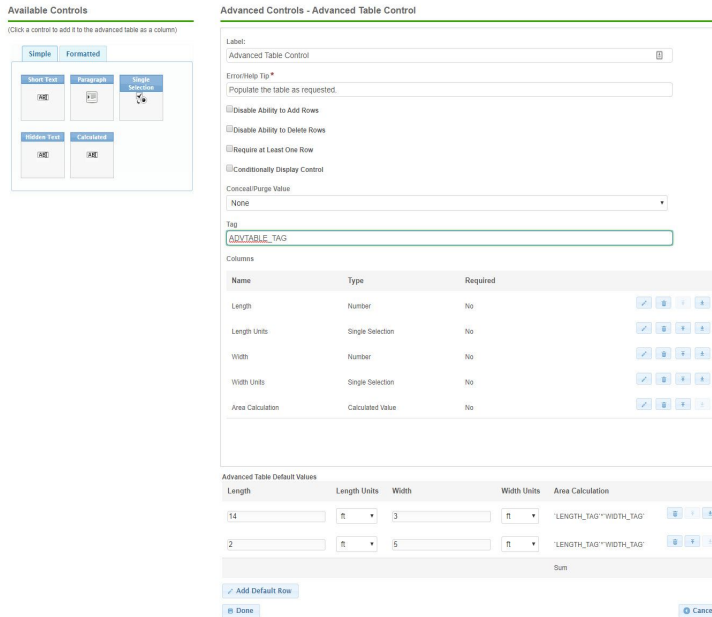 Available Controls
(Click a control to add it to the advanced table as a column)
Simple Formatted
Short Text Paragraph Single Selection
Hidden Text Calculated
Advanced Controls - Advanced Table Control
Label:
Advanced Table Control
Error/Help Tip*
Populate the table as requested.
Disable Ability to Add Rows
Disable Ability to Delete Rows
Require at Least One Row
Conditionally Display Control
Conceal/Purge Value
None
Tag
ADVTABLE_TAG
Columns
Name Type Required
Length Number No
Length Units Single Selection No
Width Number No
Width Units Single Selection No
Area Calculation Calculated Value No
Advanced Table Default Values
Length Length Units Width Width Units Area Calculation
14 ft 3 ft `LENGTH_TAG`*`WIDTH_TAG`
2 ft 5 ft `LENGTH_TAG`*`WIDTH_TAG`
Sum
Add Default Row
Done Cance